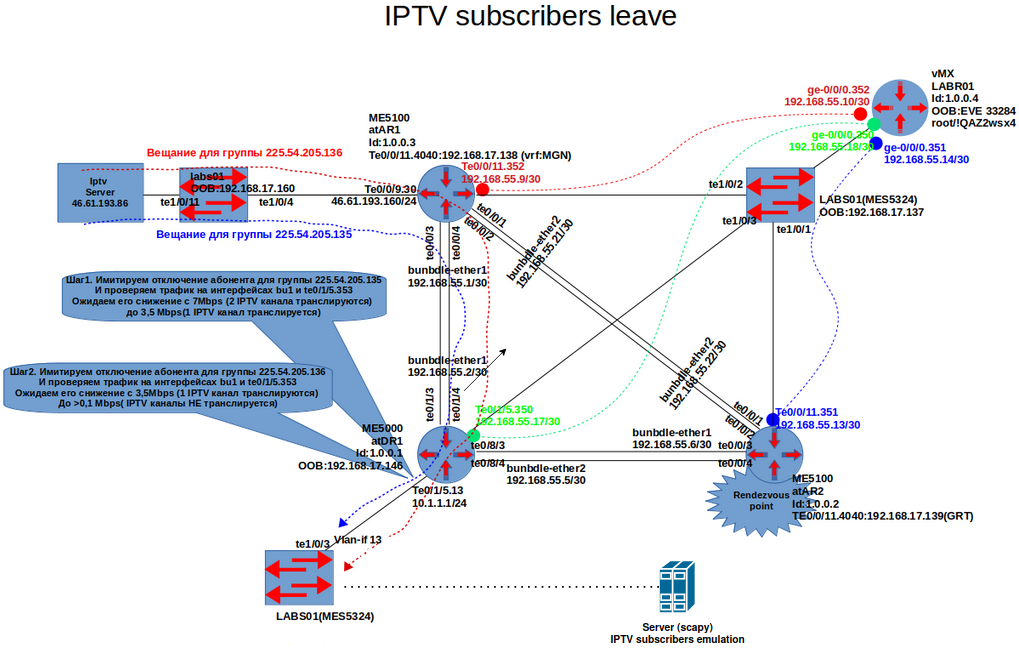 IPTV subscribers leave
vMX
LABR01
Id:1.0.0.4
OOB:EVE 33284
root/!QAZ2wsx4
ge-0/0/0.352
192.168.55.10/30
ge-0/0/0.350
192.168.55.18/30
ge-0/0/0.351
192.168.55.14/30
ME5100
atAR1
Id:1.0.0.3
Te0/0/11.4040:192.168.17.138 (vrf:MGN)
Te0/0/11.352
192.168.55.9/30
Вещание для группы 225.54.205.136
Iptv
Server
46.61.193.86
labs01
OOB:192.168.17.160
te1/0/11
te1/0/4
Te0/0/9.30
46.61.193.160/24
Вещание для группы 225.54.205.135
te1/0/2
LABS01(MES5324)
OOB:192.168.17.137
te1/0/3
te1/0/1
te0/0/1
te0/0/2
te0/0/3
te0/0/4
bunbdle-ether2
192.168.55.21/30
bunbdle-ether1
192.168.55.1/30
Шаг1. Имитируем отключение абонента для группы 225.54.205.135
И проверяем трафик на интерфейсах bu1 и te0/1/5.353
Ожидаем его снижение с 7Mbps (2 IPTV канала транслируются)
до 3,5 Mbps(1 IPTV канал транслируется)
Шаг2. Имитируем отключение абонента для группы 225.54.205.136
И проверяем трафик на интерфейсах bu1 и te0/1/5.353
Ожидаем его снижение с 3,5Mbps (1 IPTV канал транслируются)
До >0,1 Mbps( IPTV каналы НЕ транслируется)
bunbdle-ether1
192.168.55.2/30
te0/1/3
te0/1/4
bunbdle-ether2
192.168.55.22/30
te0/0/1
te0/0/2
Te0/1/5.350
192.168.55.17/30
Te0/0/11.351
192.168.55.13/30
ME5000
atDR1
Id:1.0.0.1
OOB:192.168.17.146
te0/8/3
te0/8/4
bunbdle-ether1
192.168.55.6/30
te0/0/3
te0/0/4
bunbdle-ether2
192.168.55.5/30
Te0/1/5.13
10.1.1.1/24
Rendezvous
point
ME5100
atAR2
Id:1.0.0.2
TE0/0/11.4040:192.168.17.139(GRT)
te1/0/3
Vlan-if 13
LABS01(MES5324)
Server (scapy)
IPTV subscribers emulation